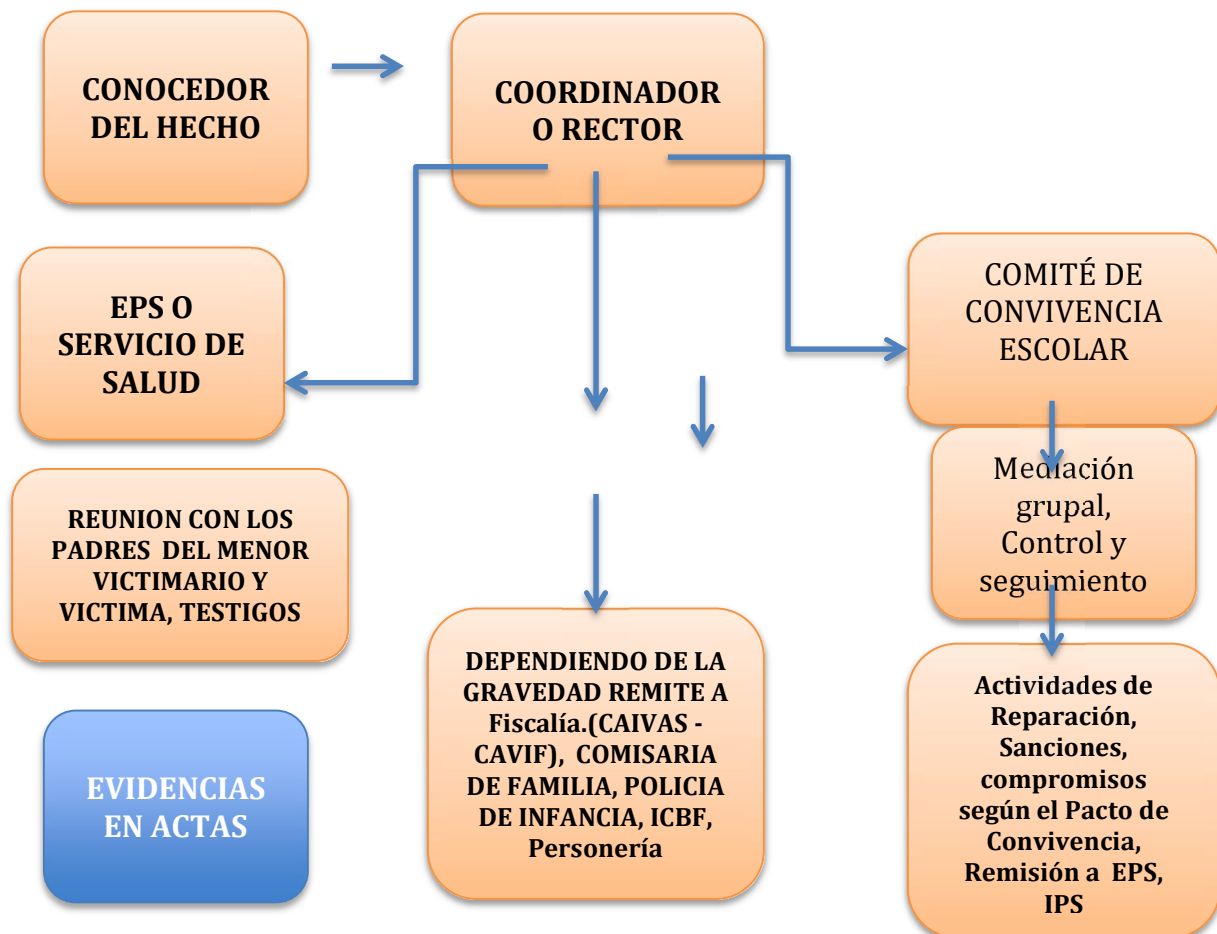 CONOCEDOR
DEL HECHO
COORDINADOR
O RECTOR
EPS O
SERVICIO DE
SALUD
COMITÉ DE
CONVIVENCIA
ESCOLAR
Mediación
grupal,
Control y
seguimiento
REUNION CON LOS
PADRES DEL MENOR
VICTIMARIO Y
VICTIMA, TESTIGOS
DEPENDIENDO DE LA
GRAVEDAD REMITE A
Fiscalía.(CAIVAS -
CAVIF), COMISARIA
DE FAMILIA, POLICIA
DE INFANCIA, ICBF,
Personería
Actividades de
Reparación,
Sanciones,
compromisos
según el Pacto de
Convivencia,
Remisión a EPS,
IPS
EVIDENCIAS
EN ACTAS